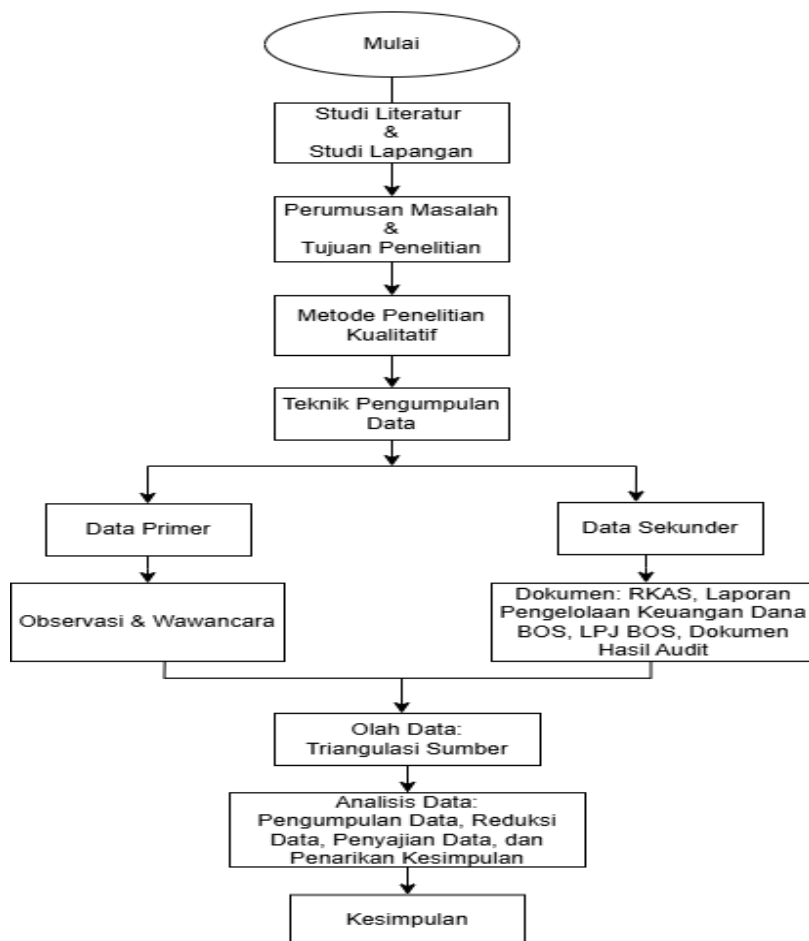 Mulai
Studi Literatur
&
Studi Lapangan
Perumusan Masalah
&
Tujuan Penelitian
Metode Penelitian
Kualitatif
Teknik Pengumpulan
Data
Data Primer
Data Sekunder
Observasi & Wawancara
Dokumen: RKAS, Laporan
Pengelolaan Keuangan Dana
BOS, LPJ BOS, Dokumen
Hasil Audit
Olah Data:
Triangulasi Sumber
Analisis Data:
Pengumpulan Data, Reduksi
Data, Penyajian Data, dan
Penarikan Kesimpulan
Kesimpulan